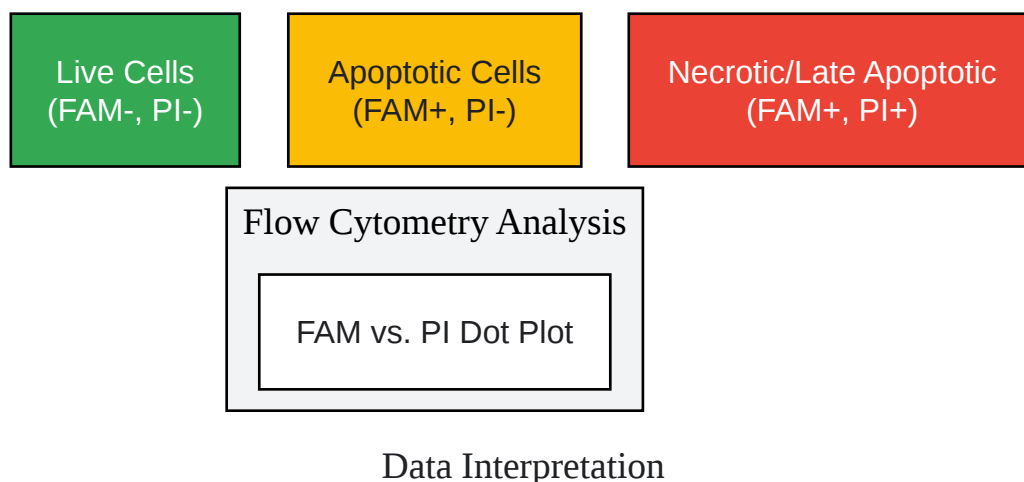 Live Cells
(FAM-, PI-)
Apoptotic Cells
(FAM+, PI-)
Necrotic/Late Apoptotic
(FAM+, PI+)
Flow Cytometry Analysis
FAM vs. PI Dot Plot
Data Interpretation